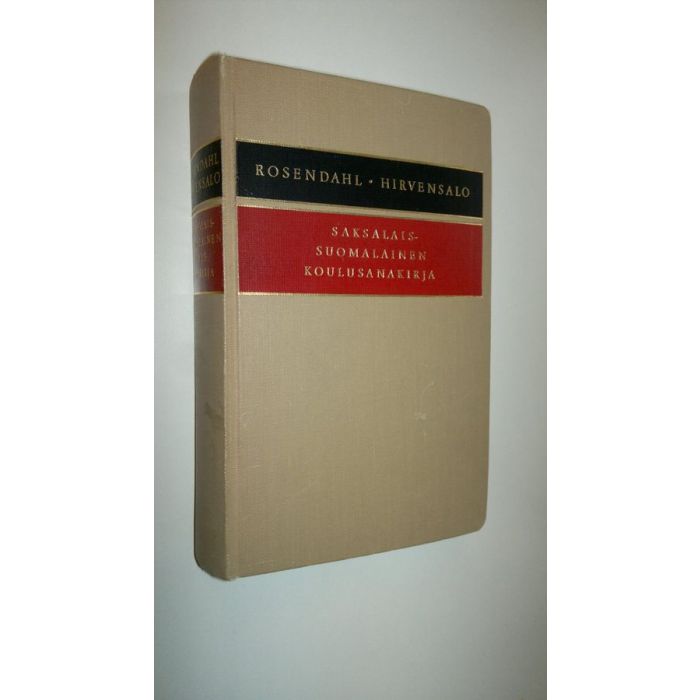 ROSENDAHL · HIRVENSALO
SAKSALAIS-
SUOMALAINEN
KOULUSANAKIRJA